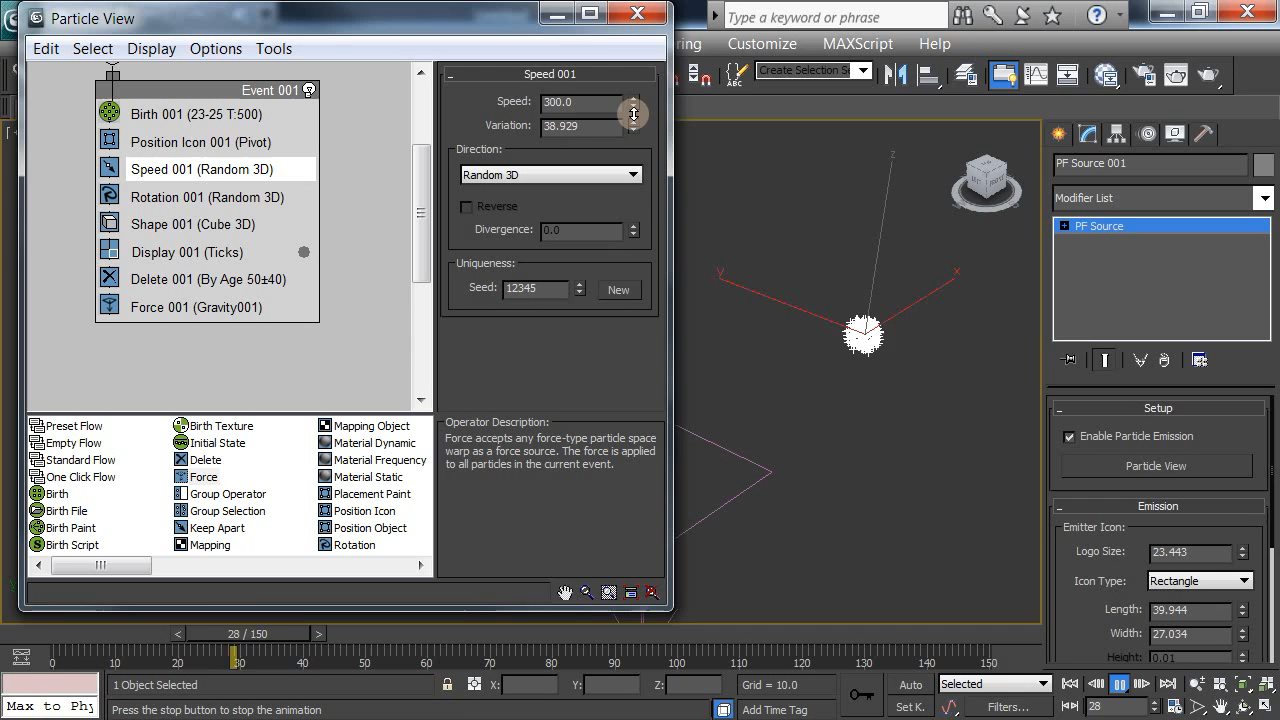 Particle View
Type a keyword or phrase
Edit Select Display Options Tools
Customize MAXScript Help
Create Selection S
Event 001
Birth 001 (23-25 T:500)
Position Icon 001 (Pivot)
Speed 001 (Random 3D)
Rotation 001 (Random 3D)
Shape 001 (Cube 3D)
Display 001 (Ticks)
Delete 001 (By Age 50±40)
Force 001 (Gravity001)
Speed 001
Speed: 300.0
Variation: 38.929
Direction:
Random 3D
Reverse
Divergence: 0.0
Uniqueness:
Seed: 12345 New
Operator Description:
Force accepts any force-type particle space
warp as a force source. The force is applied
to all particles in the current event.
Preset Flow Birth Texture Mapping Object
Empty Flow Initial State Material Dynamic
Standard Flow Delete Material Frequency
One Click Flow Force Material Static
Birth Group Operator Placement Paint
Birth File Group Selection Position Icon
Birth Paint Keep Apart Position Object
Birth Script Mapping Rotation
z
y
x
PF Source 001
Modifier List
PF Source
Setup
Enable Particle Emission
Particle View
Emission
Emitter Icon:
Logo Size: 23.443
Icon Type: Rectangle
Length: 39.944
Width: 27.034
Height: 0.01
28 / 150
0 10 20 30 40 50 60 70 80 90 100 110 120 130 140 150
1 Object Selected X: Y: Z: Grid = 10.0 Auto Selected
Max to Phy Press the stop button to stop the animation Add Time Tag Set K. Filters... 28